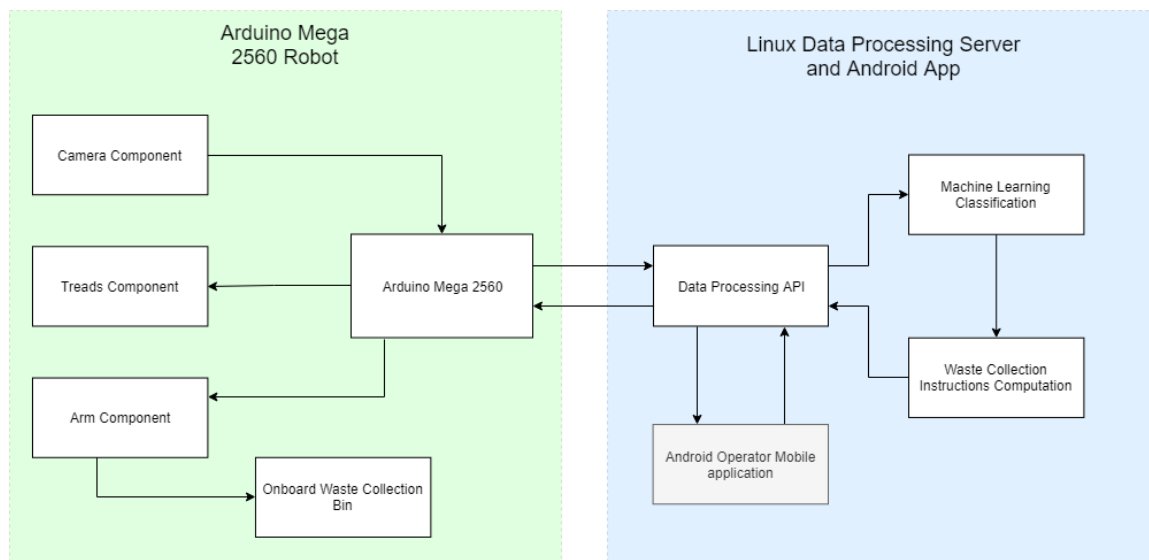 Arduino Mega
2560 Robot
Camera Component
Treads Component
Arduino Mega 2560
Arm Component
Onboard Waste Collection
Bin
Linux Data Processing Server
and Android App
Machine Learning
Classification
Data Processing API
Waste Collection
Instructions Computation
Android Operator Mobile
application